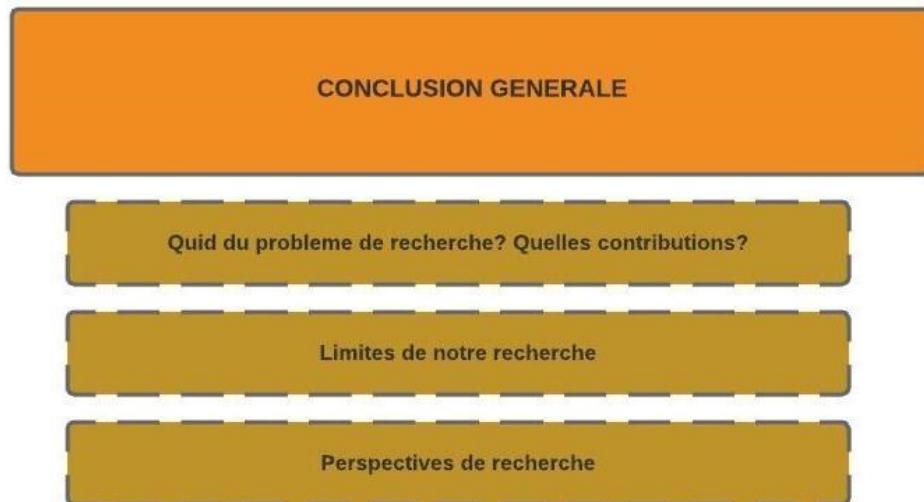 CONCLUSION GENERALE
Quid du probleme de recherche? Quelles contributions?
Limites de notre recherche
Perspectives de recherche